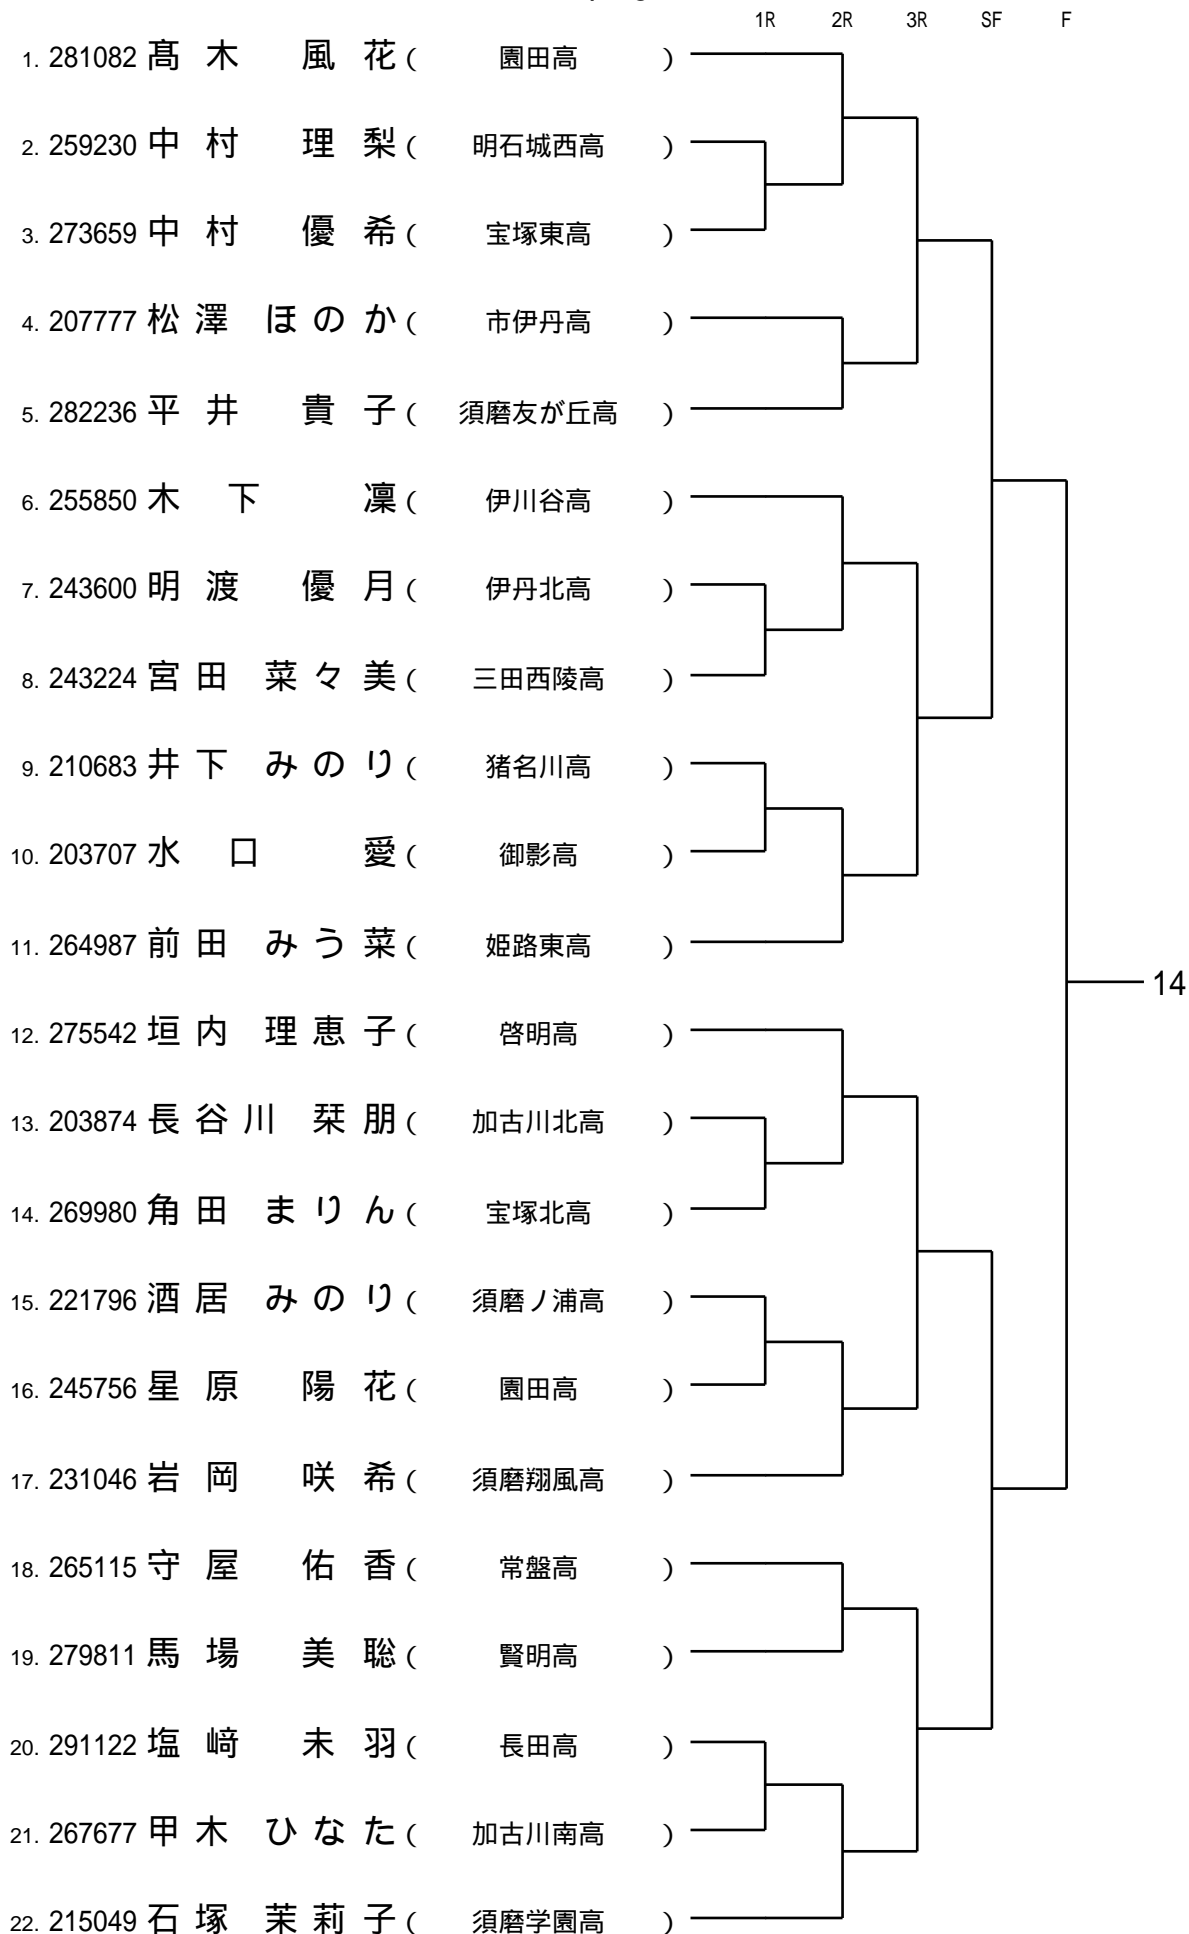 1R 2R 3R SF F
1. 281082 髙木 風花 ( 園田高 )
2. 259230 中村 理梨 ( 明石城西高 )
3. 273659 中村 優希 ( 宝塚東高 )
4. 207777 松澤 ほのか ( 市伊丹高 )
5. 282236 平井 貴子 ( 須磨友が丘高 )
6. 255850 木下 凜 ( 伊川谷高 )
7. 243600 明渡 優月 ( 伊丹北高 )
8. 243224 宮田 菜々美 ( 三田西陵高 )
9. 210683 井下 みのり ( 猪名川高 )
10. 203707 水口 愛 ( 御影高 )
11. 264987 前田 みう菜 ( 姫路東高 )
14
12. 275542 垣内 理恵子 ( 啓明高 )
13. 203874 長谷川 栞朋 ( 加古川北高 )
14. 269980 角田 まりん ( 宝塚北高 )
15. 221796 酒居 みのり ( 須磨ノ浦高 )
16. 245756 星原 陽花 ( 園田高 )
17. 231046 岩岡 咲希 ( 須磨翔風高 )
18. 265115 守屋 佑香 ( 常盤高 )
19. 279811 馬場 美聡 ( 賢明高 )
20. 291122 塩﨑 未羽 ( 長田高 )
21. 267677 甲木 ひなた ( 加古川南高 )
22. 215049 石塚 茉莉子 ( 須磨学園高 )